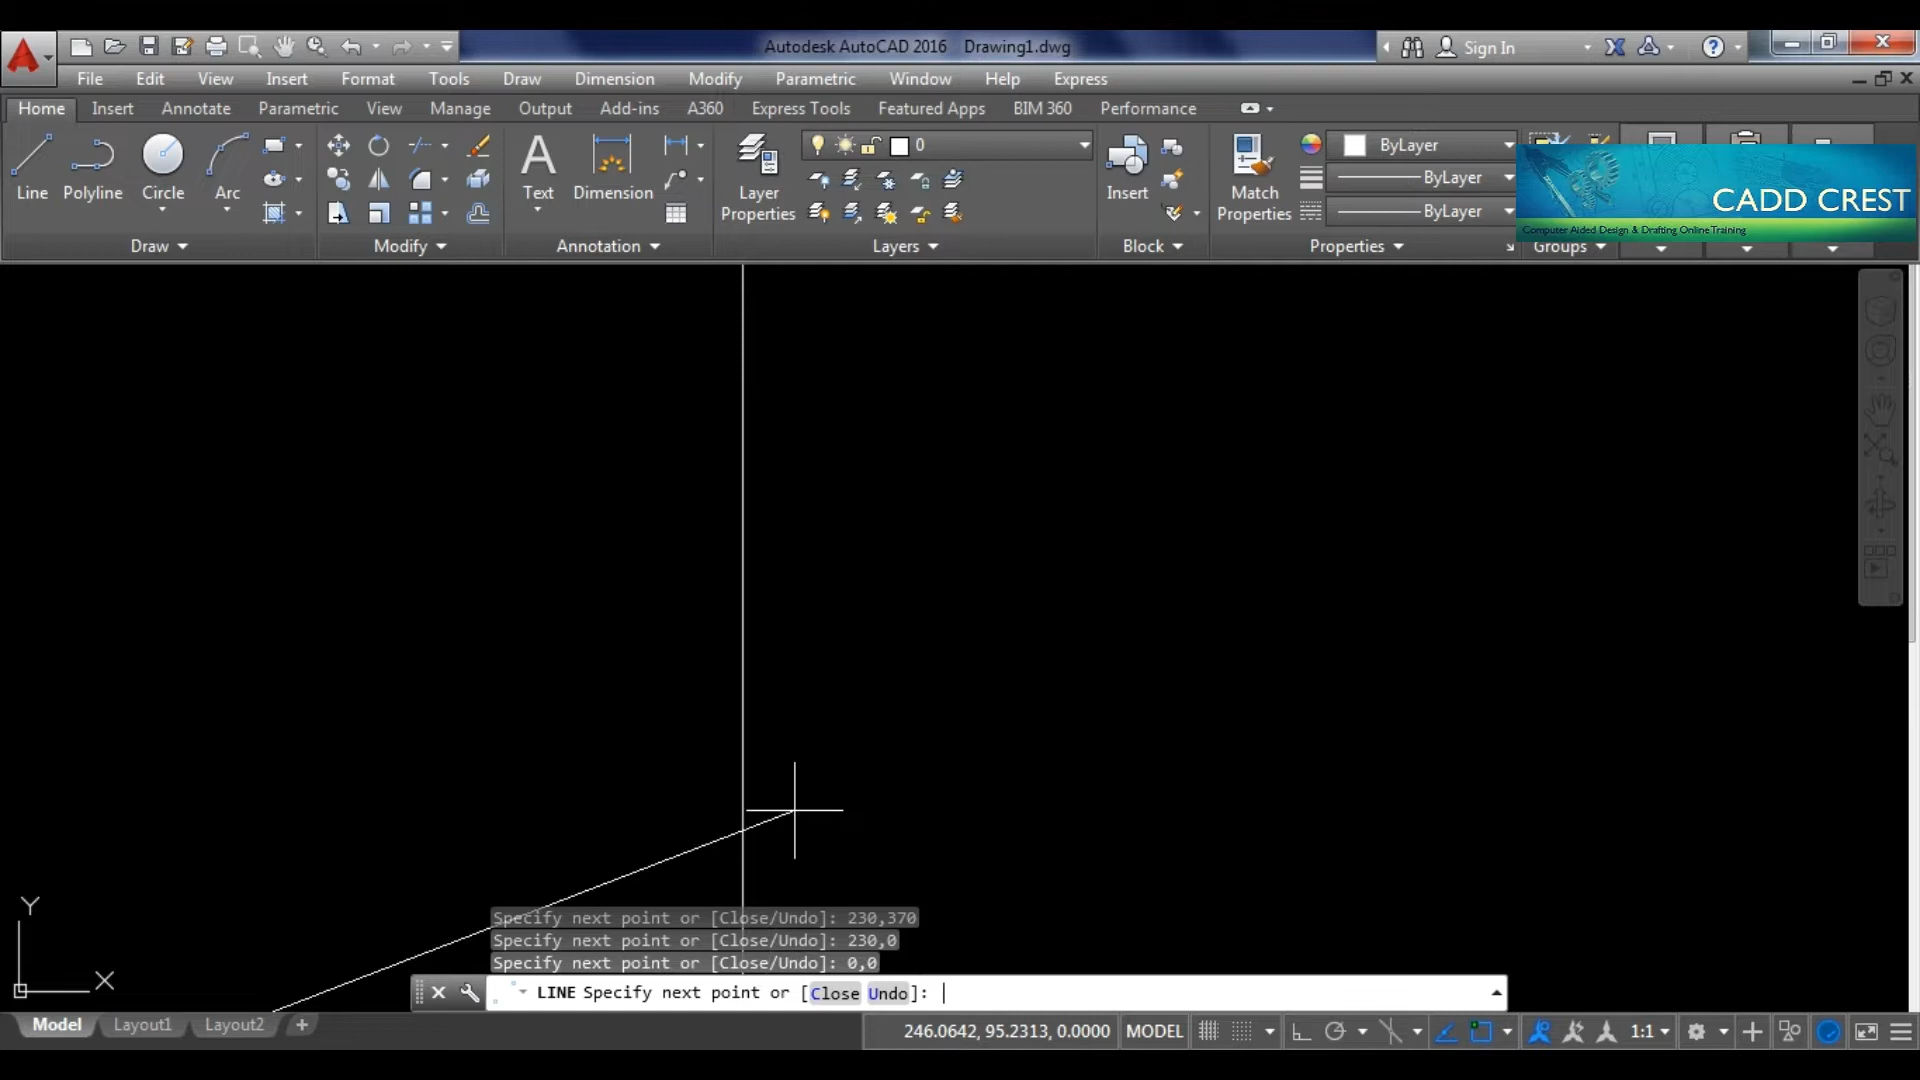 Autodesk AutoCAD 2016 Drawing1.dwg
Sign In
File Edit View Insert Format Tools Draw Dimension Modify Parametric Window Help Express
Home Insert Annotate Parametric View Manage Output Add-ins A360 Express Tools Featured Apps BIM 360 Performance
0
ByLayer
ByLayer
ByLayer
Line Polyline Circle Arc
Text Dimension
Layer Properties
Insert
Match Properties
CADD CREST
Computer Aided Design & Drafting Online Training
Draw Modify Annotation Layers Block Properties Groups
Y
X
Specify next point or [Close/Undo]: 230,370
Specify next point or [Close/Undo]: 230,0
Specify next point or [Close/Undo]: 0,0
LINE Specify next point or [Close Undo]:
Model Layout1 Layout2 +
246.0642, 95.2313, 0.0000 MODEL 1:1